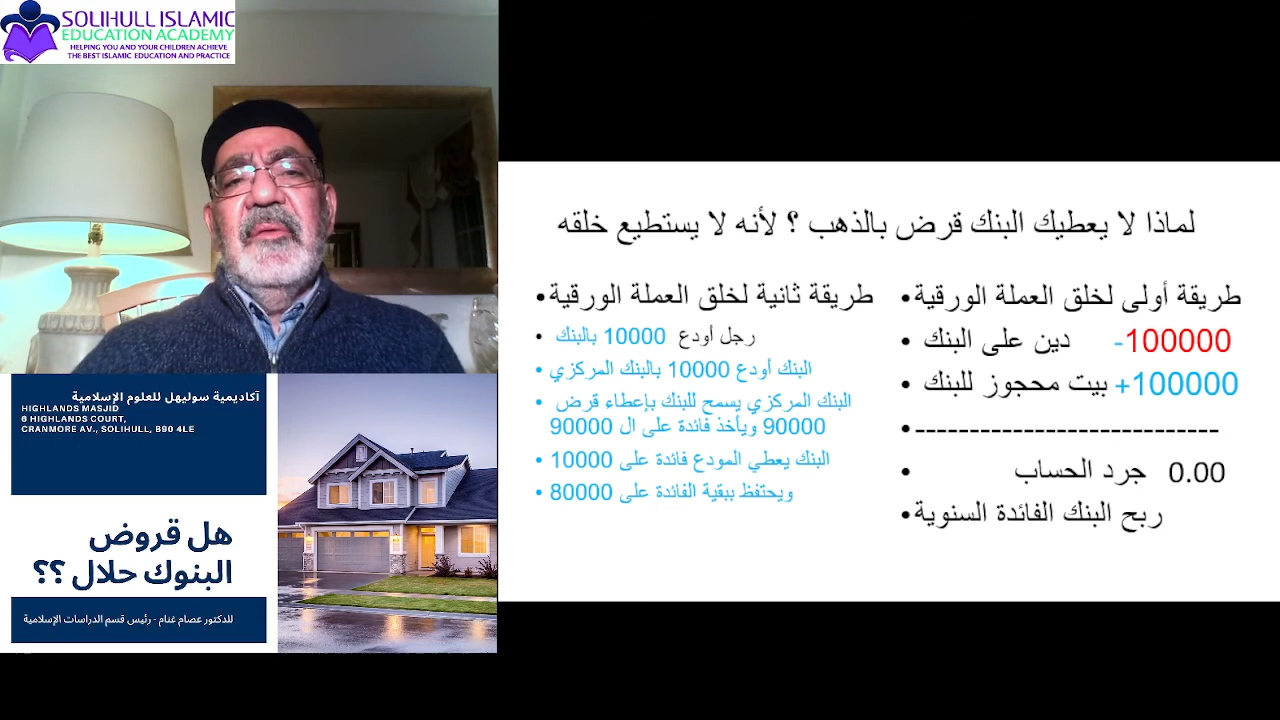 SOLIHULL ISLAMIC
EDUCATION ACADEMY
HELPING YOU AND YOUR CHILDREN ACHIEVE
THE BEST ISLAMIC EDUCATION AND PRACTICE
لماذا لا يعطيك البنك قرض بالذهب ؟ لأنه لا يستطيع خلقه
•طريقة أولى لخلق العملة الورقية
• دين على البنك -100000
• بيت محجوز للبنك +100000
•----------------------------
• جرد الحساب 0.00
•ربح البنك الفائدة السنوية
•طريقة ثانية لخلق العملة الورقية
• رجل أودع 10000 بالبنك
• البنك أودع 10000 بالبنك المركزي
• البنك المركزي يسمح للبنك بإعطاء قرض
90000 ويأخذ فائدة على ال 90000
• البنك يعطي المودع فائدة على 10000
• ويحتفظ ببقية الفائدة على 80000
آكاديمية سوليهل للعلوم الإسلامية
HIGHLANDS MASJID
6 HIGHLANDS COURT,
CRANMORE AV., SOLIHULL, B90 4LE
هل قروض
البنوك حلال ؟؟
للدكتور عصام غنام - رئيس قسم الدراسات الإسلامية